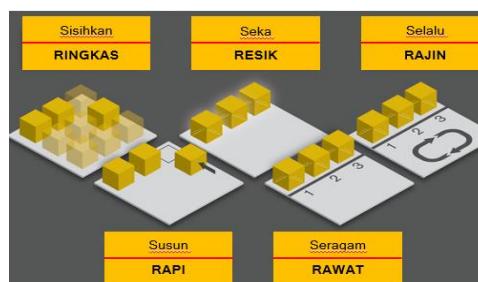 Sisihkan
RINGKAS
Seka
RESIK
Selalu
RAJIN
1 2 3
1 2 3
Susun
RAPI
Seragam
RAWAT